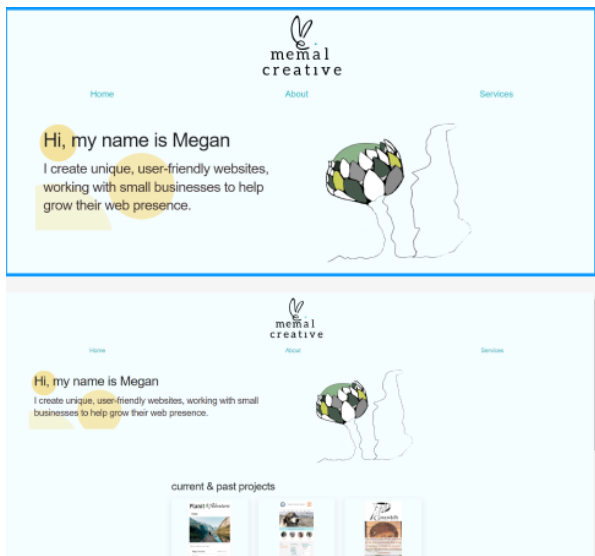 memal
creative
Home About Services
Hi, my name is Megan
I create unique, user-friendly websites,
working with small businesses to help
grow their web presence.
memal
creative
Home About Services
Hi, my name is Megan
I create unique, user-friendly websites, working with small
businesses to help grow their web presence.
current & past projects